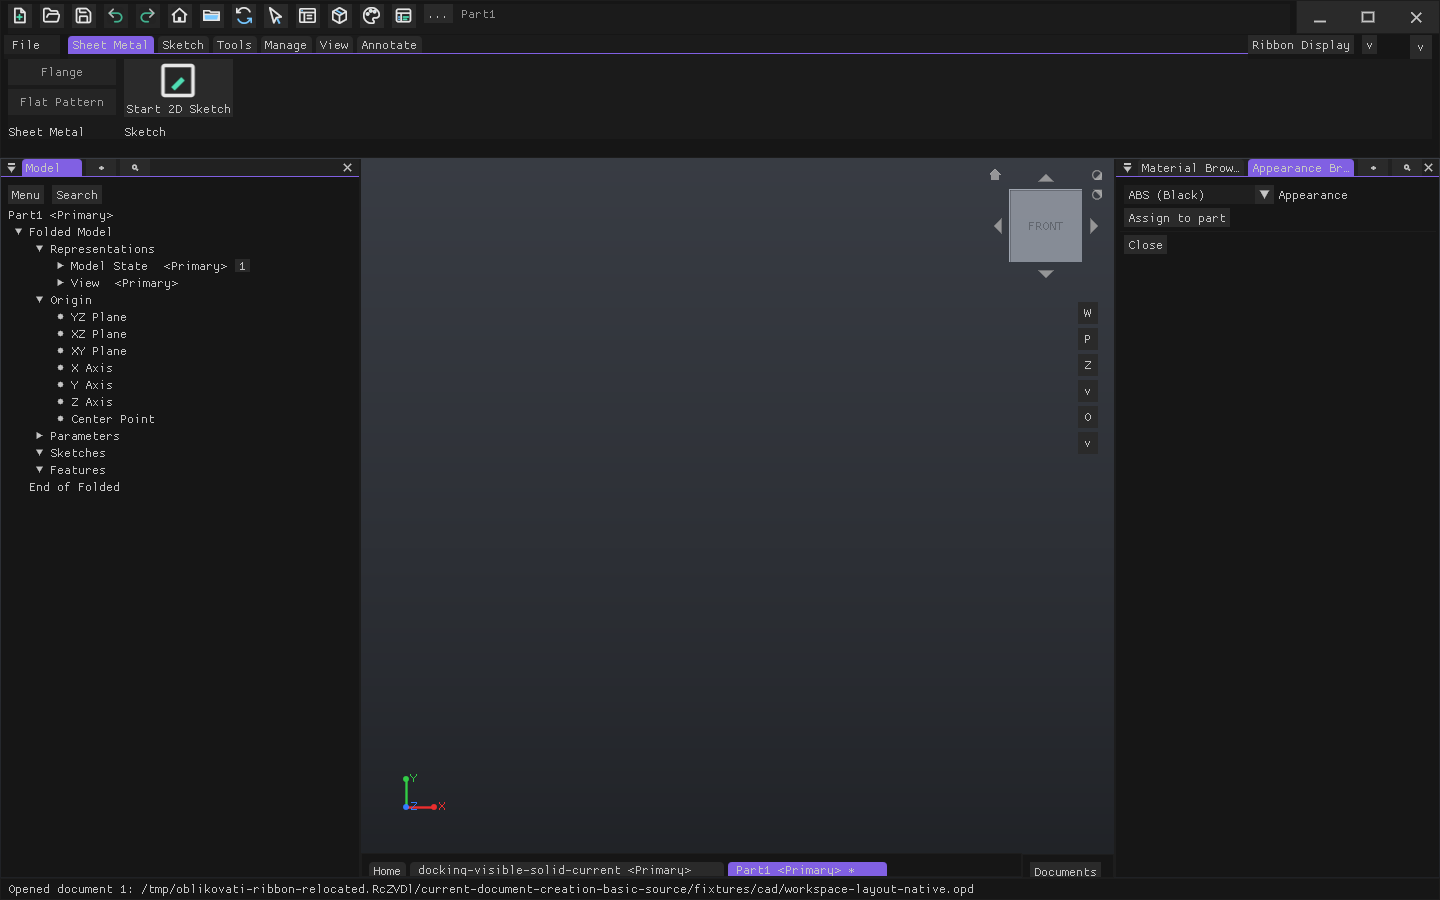 ... Part1
File Sheet Metal Sketch Tools Manage View Annotate Ribbon Display v v
Flange
Flat Pattern
Start 2D Sketch
Sheet Metal Sketch
Model
Material Brow… Appearance Br…
Menu Search
ABS (Black) Appearance
Assign to part
Close
Part1 <Primary>
Folded Model
Representations
Model State <Primary> 1
View <Primary>
Origin
YZ Plane
XZ Plane
XY Plane
X Axis
Y Axis
Z Axis
Center Point
Parameters
Sketches
Features
End of Folded
FRONT
W
P
Z
v
O
v
Y
Z X
Home docking-visible-solid-current <Primary> Part1 <Primary> * Documents
Opened document 1: /tmp/oblikovati-ribbon-relocated.RcZVDl/current-document-creation-basic-source/fixtures/cad/workspace-layout-native.opd